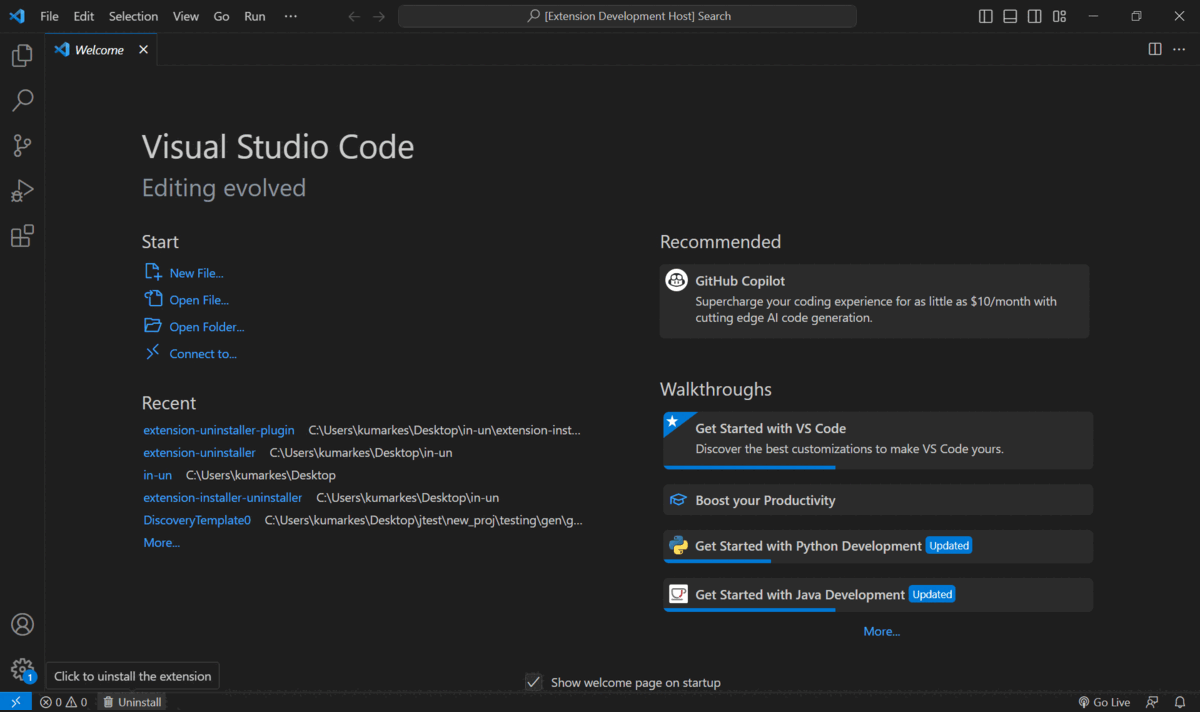 File Edit Selection View Go Run ···
[Extension Development Host] Search
Welcome
Visual Studio Code
Editing evolved
Start
New File...
Open File...
Open Folder...
Connect to...
Recent
extension-uninstaller-plugin C:\Users\kumarkes\Desktop\in-un\extension-inst...
extension-uninstaller C:\Users\kumarkes\Desktop\in-un
in-un C:\Users\kumarkes\Desktop
extension-installer-uninstaller C:\Users\kumarkes\Desktop\in-un
DiscoveryTemplate0 C:\Users\kumarkes\Desktop\jtest\new_proj\testing\gen\g...
More...
Recommended
GitHub Copilot
Supercharge your coding experience for as little as $10/month with
cutting edge AI code generation.
Walkthroughs
Get Started with VS Code
Discover the best customizations to make VS Code yours.
Boost your Productivity
Get Started with Python Development Updated
Get Started with Java Development Updated
More...
1
Click to uinstall the extension
Show welcome page on startup
0 0 Uninstall
Go Live